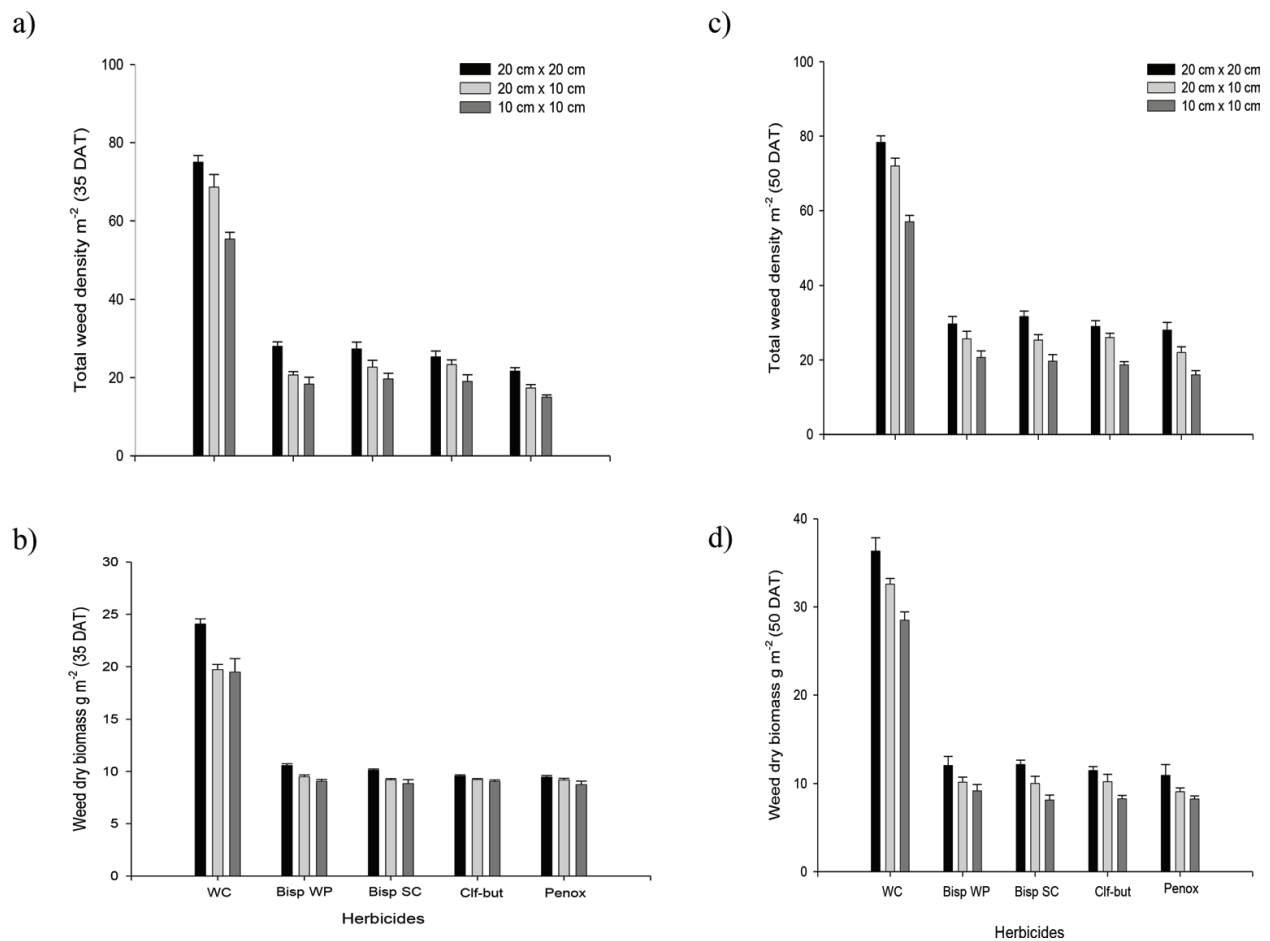 a)
Total weed density m⁻² (35 DAT)
100
80
60
40
20
0
20 cm x 20 cm
20 cm x 10 cm
10 cm x 10 cm
c)
Total weed density m⁻² (50 DAT)
100
80
60
40
20
0
20 cm x 20 cm
20 cm x 10 cm
10 cm x 10 cm
b)
Weed dry biomass g m⁻² (35 DAT)
30
25
20
15
10
5
0
WC Bisp WP Bisp SC Clf-but Penox
Herbicides
d)
Weed dry biomass g m⁻² (50 DAT)
40
30
20
10
0
WC Bisp WP Bisp SC Clf-but Penox
Herbicides